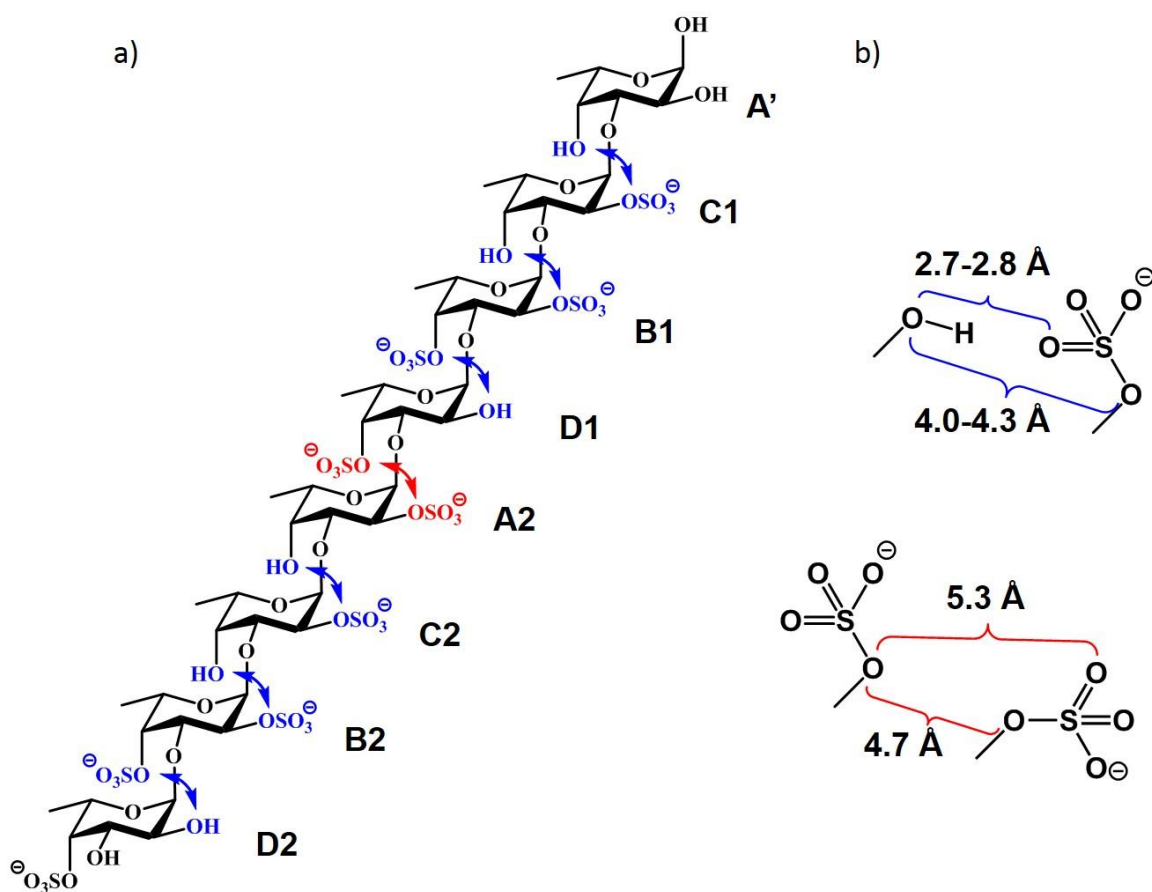 a)
OH
O
OH
A'
O
HO
O
OSO₃⊖
C1
O
HO
O
OSO₃⊖
B1
O
⊖O₃SO
O
OH
D1
O
⊖O₃SO
O
OSO₃⊖
A2
O
HO
O
OSO₃⊖
C2
O
HO
O
OSO₃⊖
B2
O
⊖O₃SO
O
OH
D2
OH
⊖O₃SO
b)
2.7-2.8 Å
⊖
O O
O H O S
O
4.0-4.3 Å
⊖
O O
O S
O
5.3 Å
O
O S O
4.7 Å
O⊖